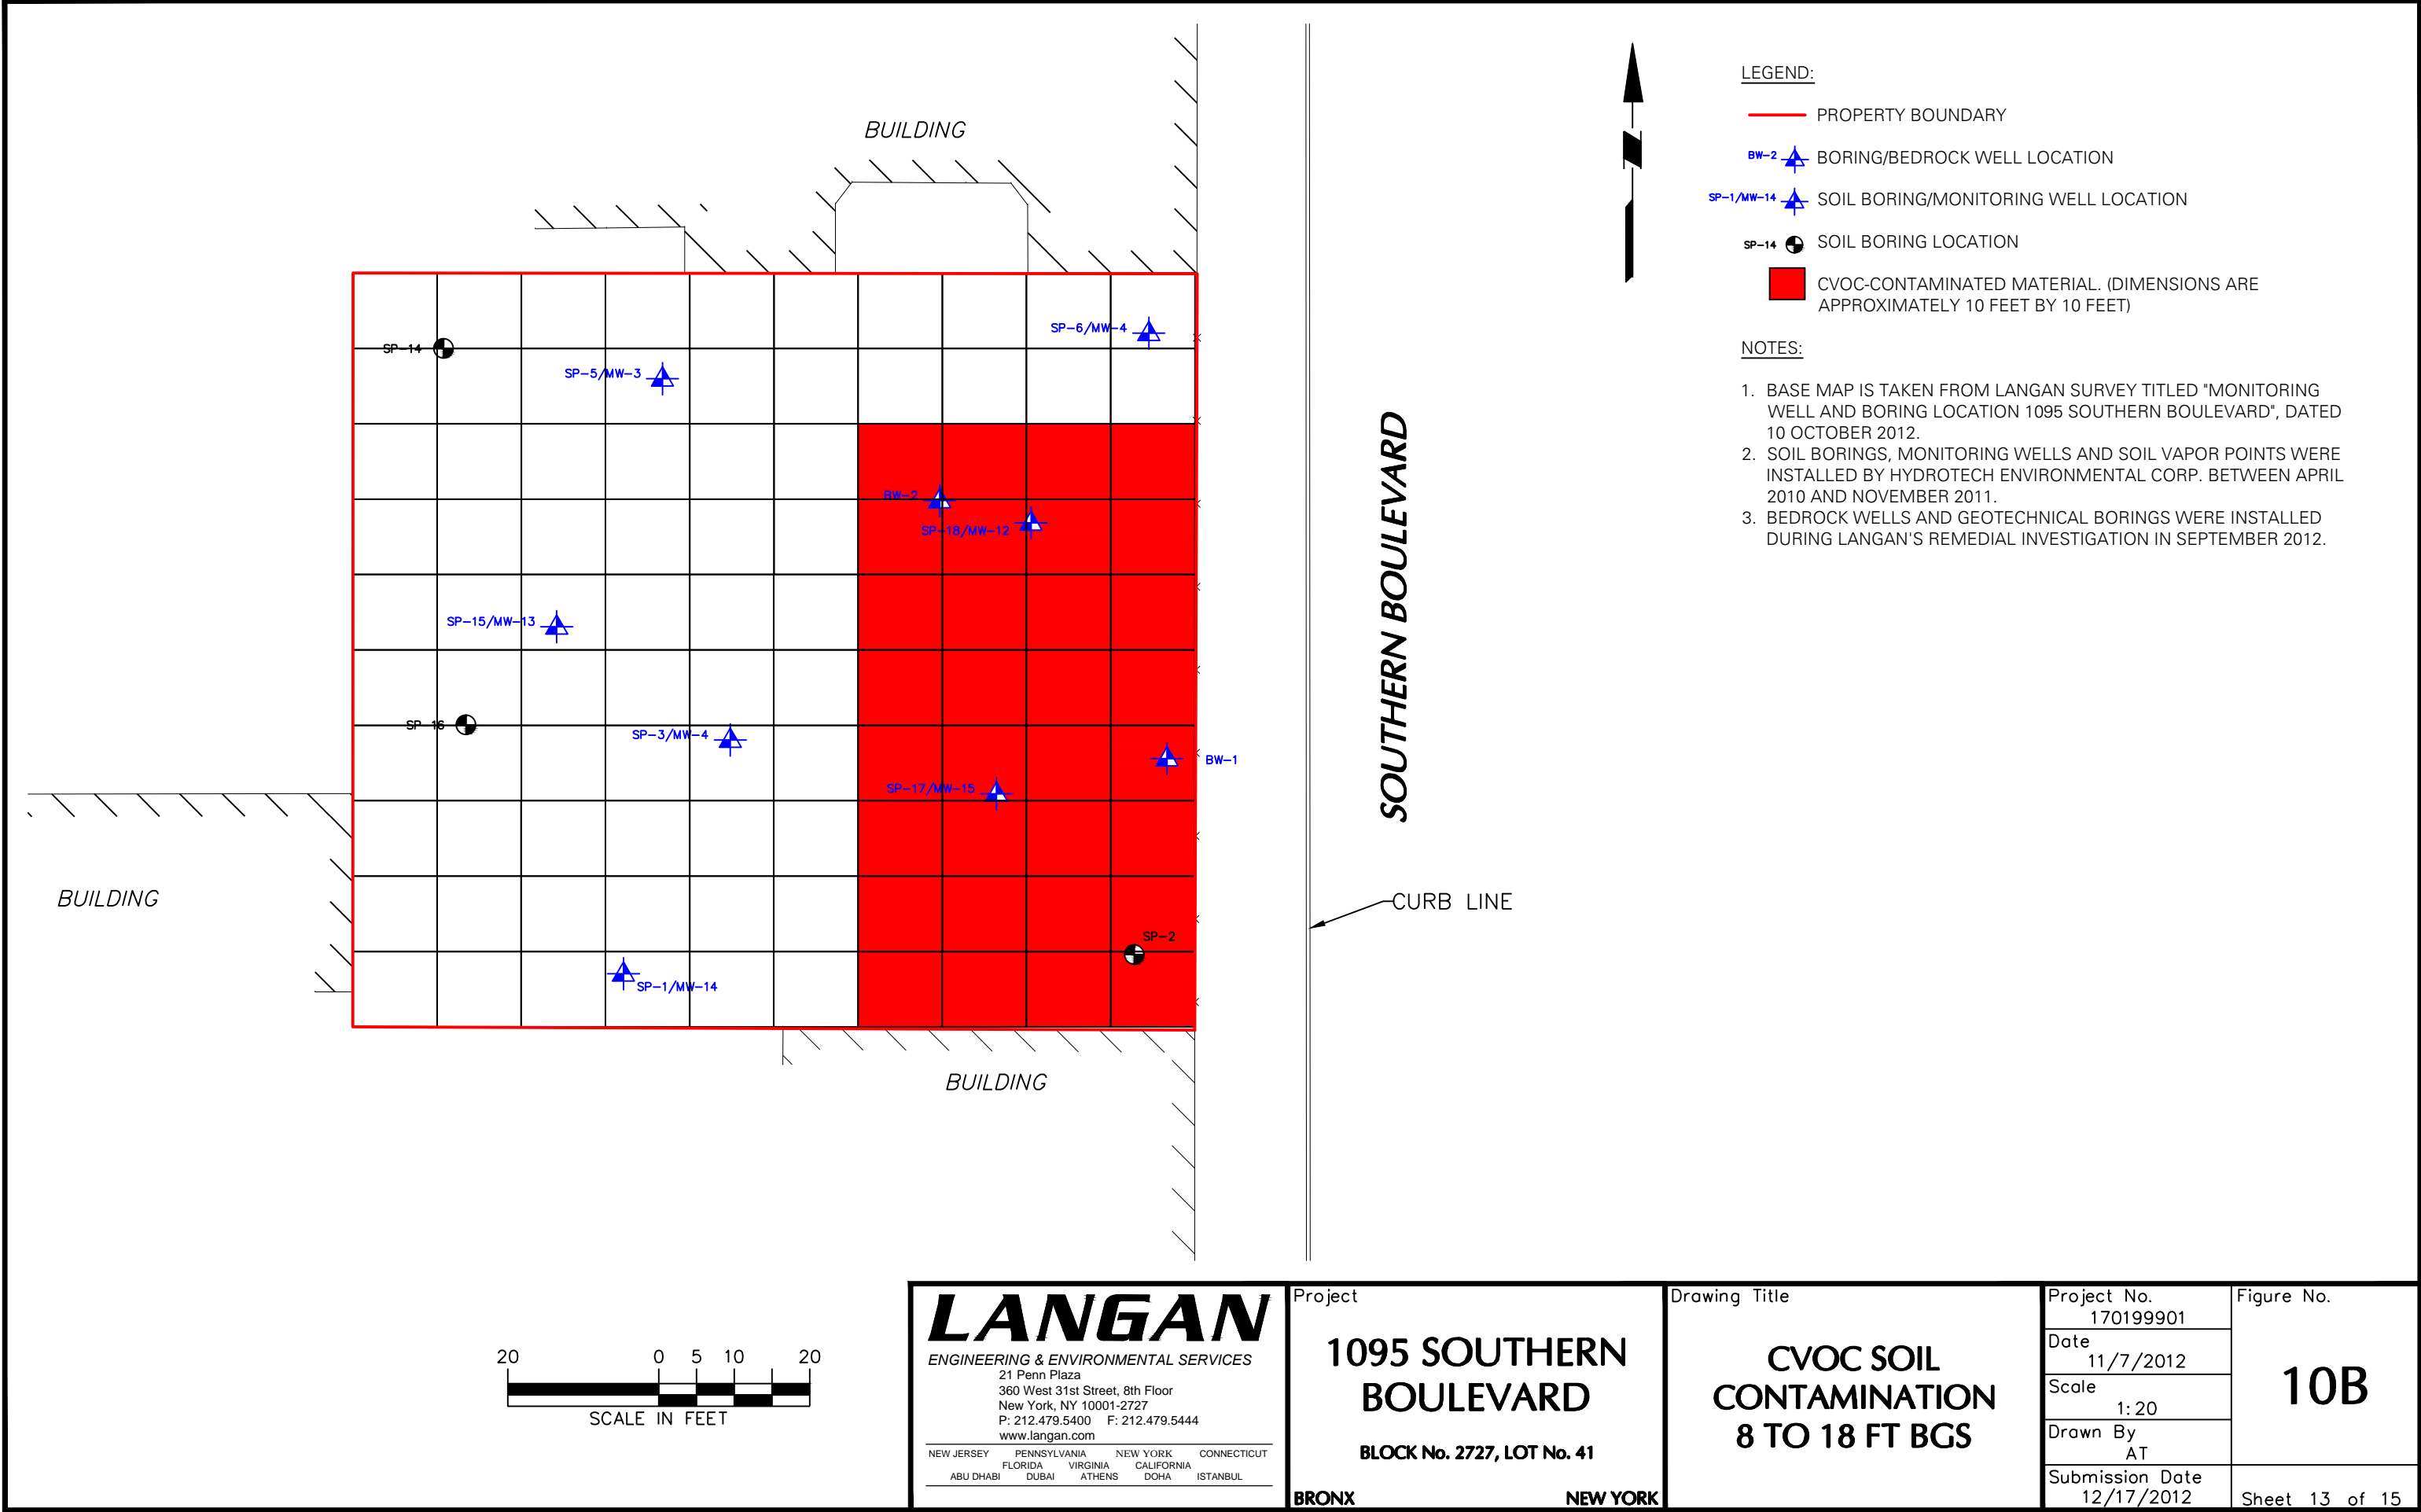 BUILDING
SP-14
SP-5/MW-3
SP-6/MW-4
BW-2
SP-18/MW-12
SP-15/MW-13
SP-16
SP-3/MW-4
SP-17/MW-15
BW-1
SP-2
SP-1/MW-14
BUILDING
BUILDING
SOUTHERN BOULEVARD
CURB LINE
LEGEND:
PROPERTY BOUNDARY
BW-2 BORING/BEDROCK WELL LOCATION
SP-1/MW-14 SOIL BORING/MONITORING WELL LOCATION
SP-14 SOIL BORING LOCATION
CVOC-CONTAMINATED MATERIAL. (DIMENSIONS ARE
APPROXIMATELY 10 FEET BY 10 FEET)
NOTES:
1. BASE MAP IS TAKEN FROM LANGAN SURVEY TITLED "MONITORING
WELL AND BORING LOCATION 1095 SOUTHERN BOULEVARD", DATED
10 OCTOBER 2012.
2. SOIL BORINGS, MONITORING WELLS AND SOIL VAPOR POINTS WERE
INSTALLED BY HYDROTECH ENVIRONMENTAL CORP. BETWEEN APRIL
2010 AND NOVEMBER 2011.
3. BEDROCK WELLS AND GEOTECHNICAL BORINGS WERE INSTALLED
DURING LANGAN'S REMEDIAL INVESTIGATION IN SEPTEMBER 2012.
20 0 5 10 20
SCALE IN FEET
LANGAN
ENGINEERING & ENVIRONMENTAL SERVICES
21 Penn Plaza
360 West 31st Street, 8th Floor
New York, NY 10001-2727
P: 212.479.5400 F: 212.479.5444
www.langan.com
NEW JERSEY PENNSYLVANIA NEW YORK CONNECTICUT
FLORIDA VIRGINIA CALIFORNIA
ABU DHABI DUBAI ATHENS DOHA ISTANBUL
Project
1095 SOUTHERN
BOULEVARD
BLOCK No. 2727, LOT No. 41
BRONX NEW YORK
Drawing Title
CVOC SOIL
CONTAMINATION
8 TO 18 FT BGS
Project No.
170199901
Date
11/7/2012
Scale
1:20
Drawn By
AT
Submission Date
12/17/2012
Figure No.
10B
Sheet 13 of 15